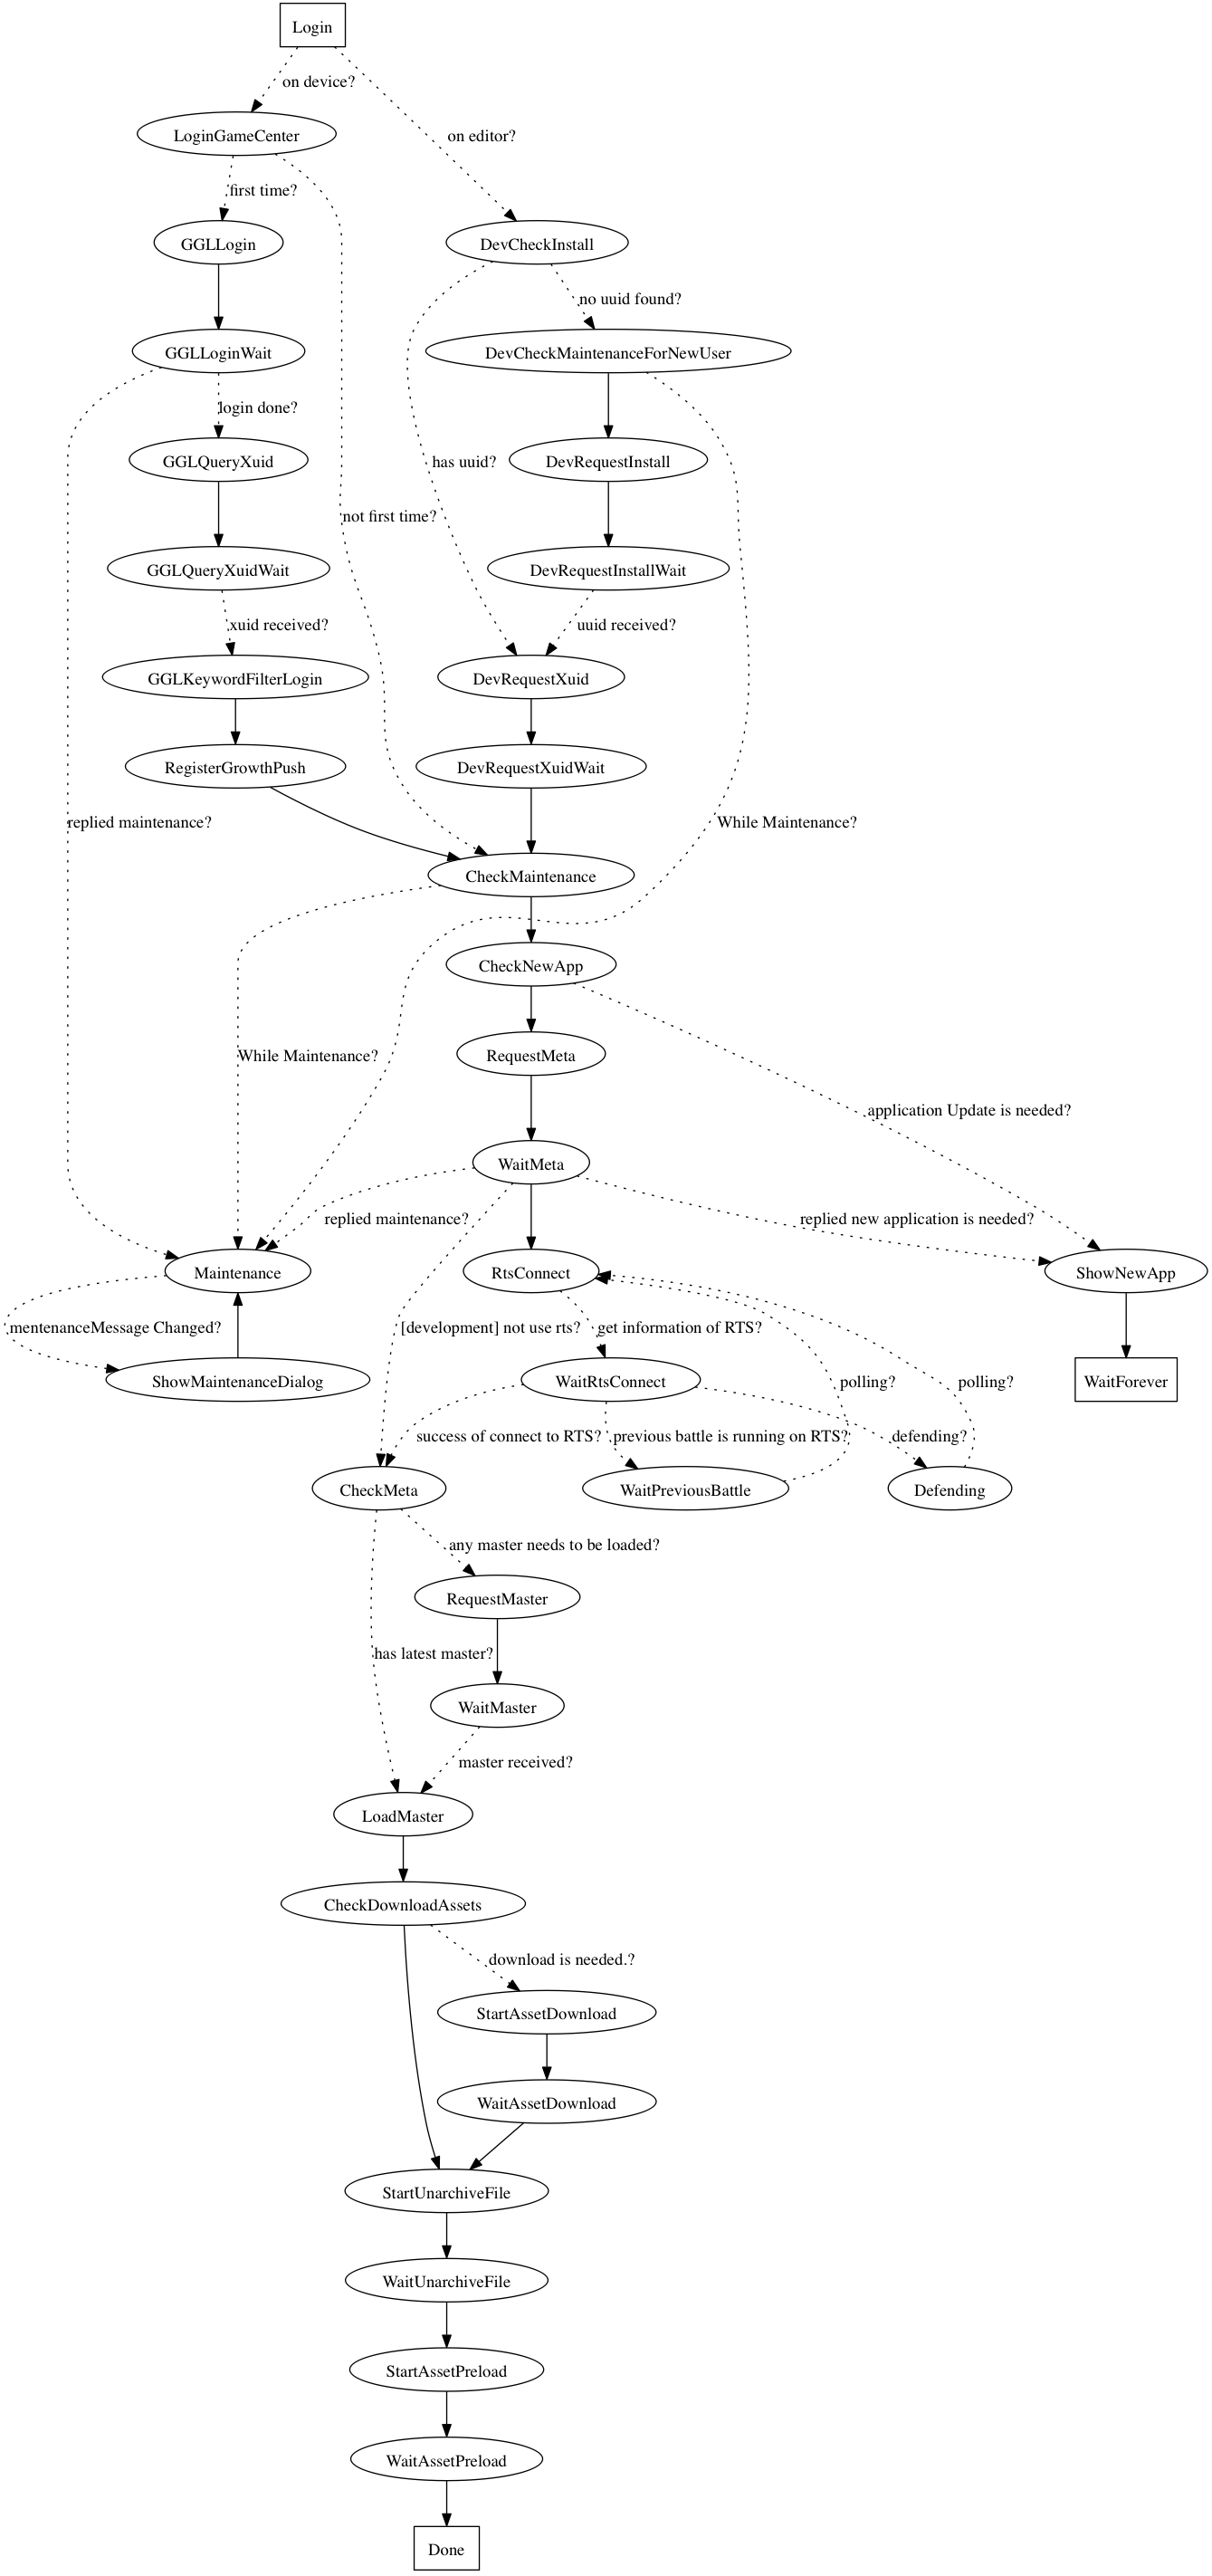 Login
on device?
LoginGameCenter
on editor?
first time?
GGLLogin
DevCheckInstall
no uuid found?
GGLLoginWait
DevCheckMaintenanceForNewUser
login done?
GGLQueryXuid
has uuid?
DevRequestInstall
not first time?
GGLQueryXuidWait
DevRequestInstallWait
xuid received?
uuid received?
GGLKeywordFilterLogin
DevRequestXuid
RegisterGrowthPush
DevRequestXuidWait
replied maintenance?
While Maintenance?
CheckMaintenance
CheckNewApp
While Maintenance?
RequestMeta
application Update is needed?
WaitMeta
replied maintenance?
replied new application is needed?
Maintenance
RtsConnect
ShowNewApp
mentenanceMessage Changed?
[development] not use rts?
get information of RTS?
ShowMaintenanceDialog
WaitRtsConnect
polling?
polling?
WaitForever
success of connect to RTS?
previous battle is running on RTS?
defending?
CheckMeta
WaitPreviousBattle
Defending
any master needs to be loaded?
RequestMaster
has latest master?
WaitMaster
master received?
LoadMaster
CheckDownloadAssets
download is needed.?
StartAssetDownload
WaitAssetDownload
StartUnarchiveFile
WaitUnarchiveFile
StartAssetPreload
WaitAssetPreload
Done